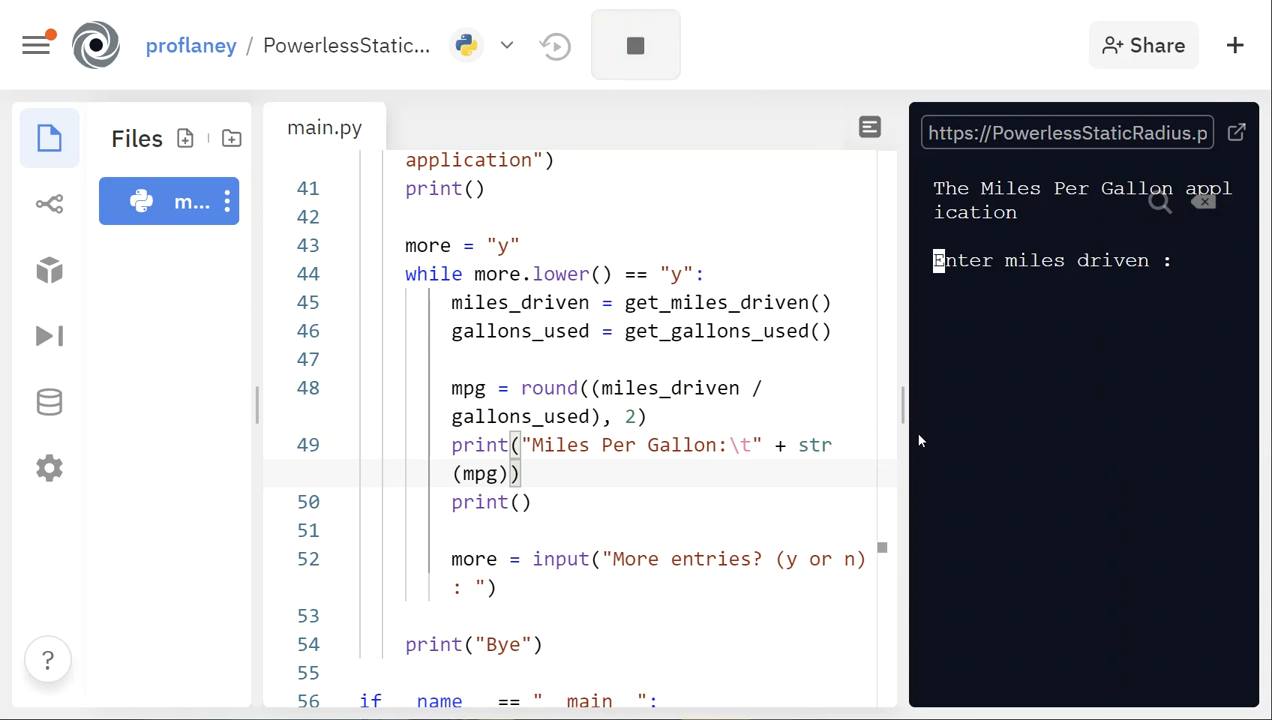 proflaney / PowerlessStatic...
Share
Files
m...
main.py
application")
41 print()
42
43 more = "y"
44 while more.lower() == "y":
45 miles_driven = get_miles_driven()
46 gallons_used = get_gallons_used()
47
48 mpg = round((miles_driven /
gallons_used), 2)
49 print("Miles Per Gallon:\t" + str
(mpg))
50 print()
51
52 more = input("More entries? (y or n)
: ")
53
54 print("Bye")
55
56 if __name__ == "__main__":
?
https://PowerlessStaticRadius.p
The Miles Per Gallon appl
ication
Enter miles driven :